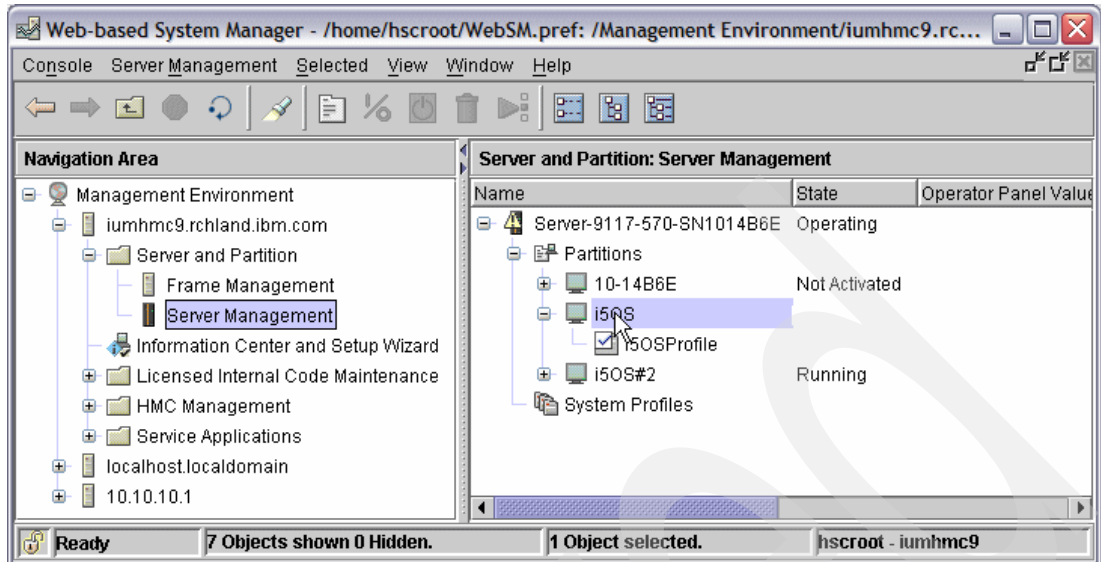 Web-based System Manager - /home/hscroot/WebSM.pref: /Management Environment/iumhmc9.rc...
Console Server Management Selected View Window Help
Navigation Area
Management Environment
iumhmc9.rchland.ibm.com
Server and Partition
Frame Management
Server Management
Information Center and Setup Wizard
Licensed Internal Code Maintenance
HMC Management
Service Applications
localhost.localdomain
10.10.10.1
Server and Partition: Server Management
Name State Operator Panel Value
Server-9117-570-SN1014B6E Operating
Partitions
10-14B6E Not Activated
i5OS
i5OSProfile
i5OS#2 Running
System Profiles
Ready 7 Objects shown 0 Hidden. 1 Object selected. hscroot - iumhmc9